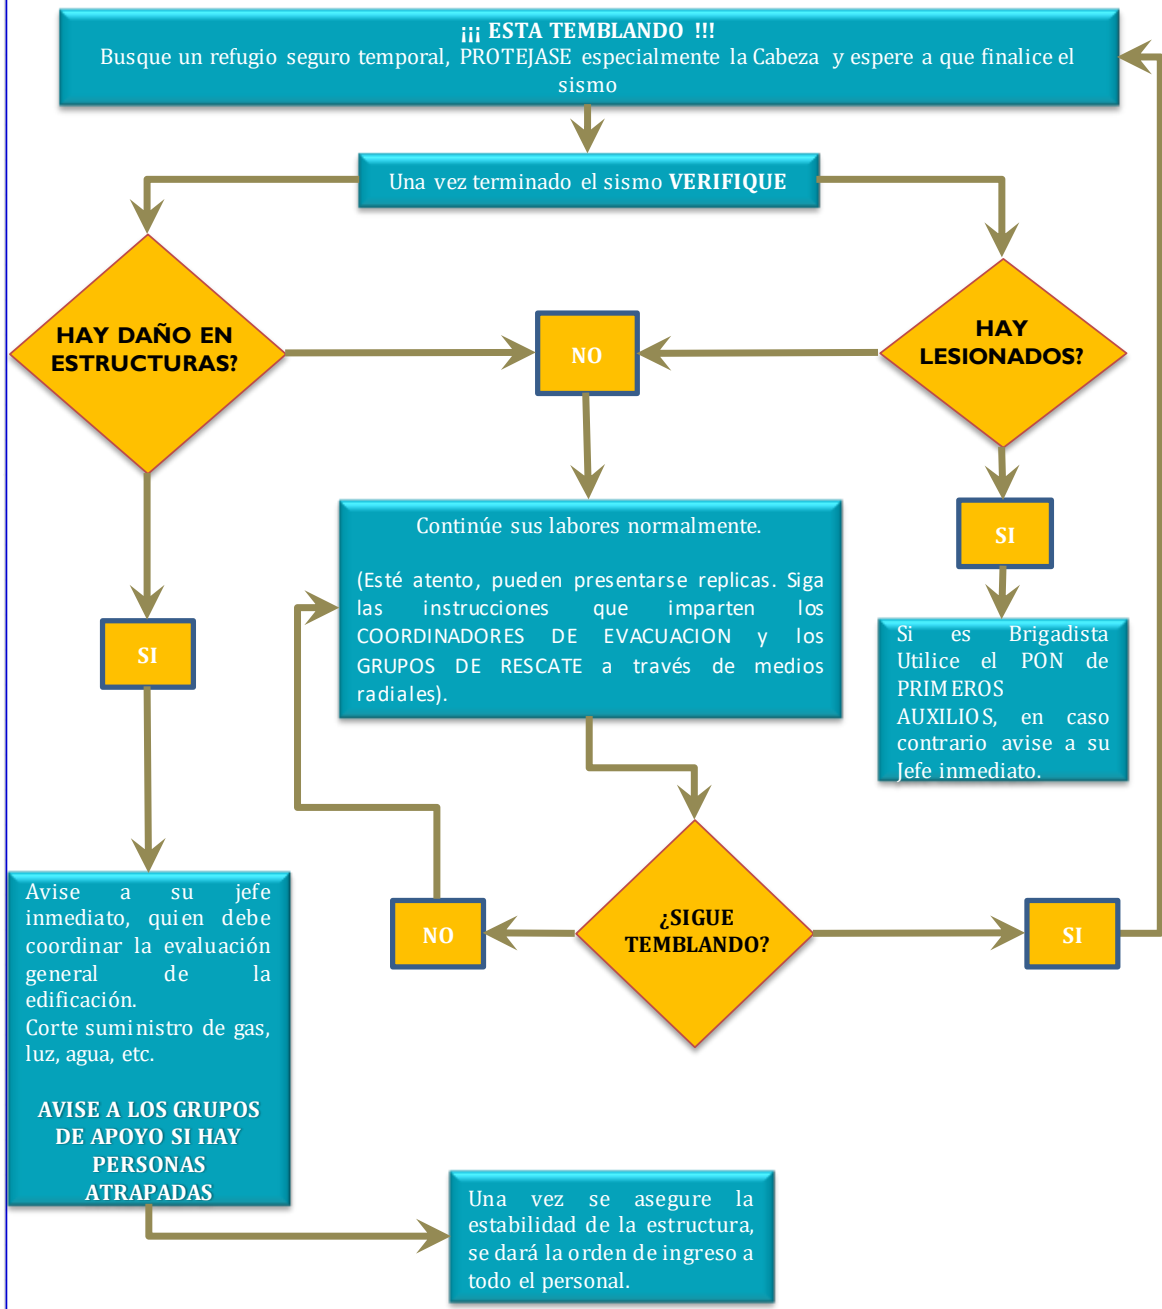 ¡¡¡ ESTA TEMBLANDO !!!
Busque un refugio seguro temporal, PROTEJASE especialmente la Cabeza y espere a que finalice el
sismo
Una vez terminado el sismo VERIFIQUE
HAY DAÑO EN
ESTRUCTURAS?
NO
HAY
LESIONADOS?
Continúe sus labores normalmente.
(Esté atento, pueden presentarse replicas. Siga
las instrucciones que imparten los
COORDINADORES DE EVACUACION y los
GRUPOS DE RESCATE a través de medios
radiales).
SI
SI
Si es Brigadista
Utilice el PON de
PRIMEROS
AUXILIOS, en caso
contrario avise a su
Jefe inmediato.
Avise a su jefe
inmediato, quien debe
coordinar la evaluación
general de la
edificación.
Corte suministro de gas,
luz, agua, etc.
AVISE A LOS GRUPOS
DE APOYO SI HAY
PERSONAS
ATRAPADAS
NO
¿SIGUE
TEMBLANDO?
SI
Una vez se asegure la
estabilidad de la estructura,
se dará la orden de ingreso a
todo el personal.